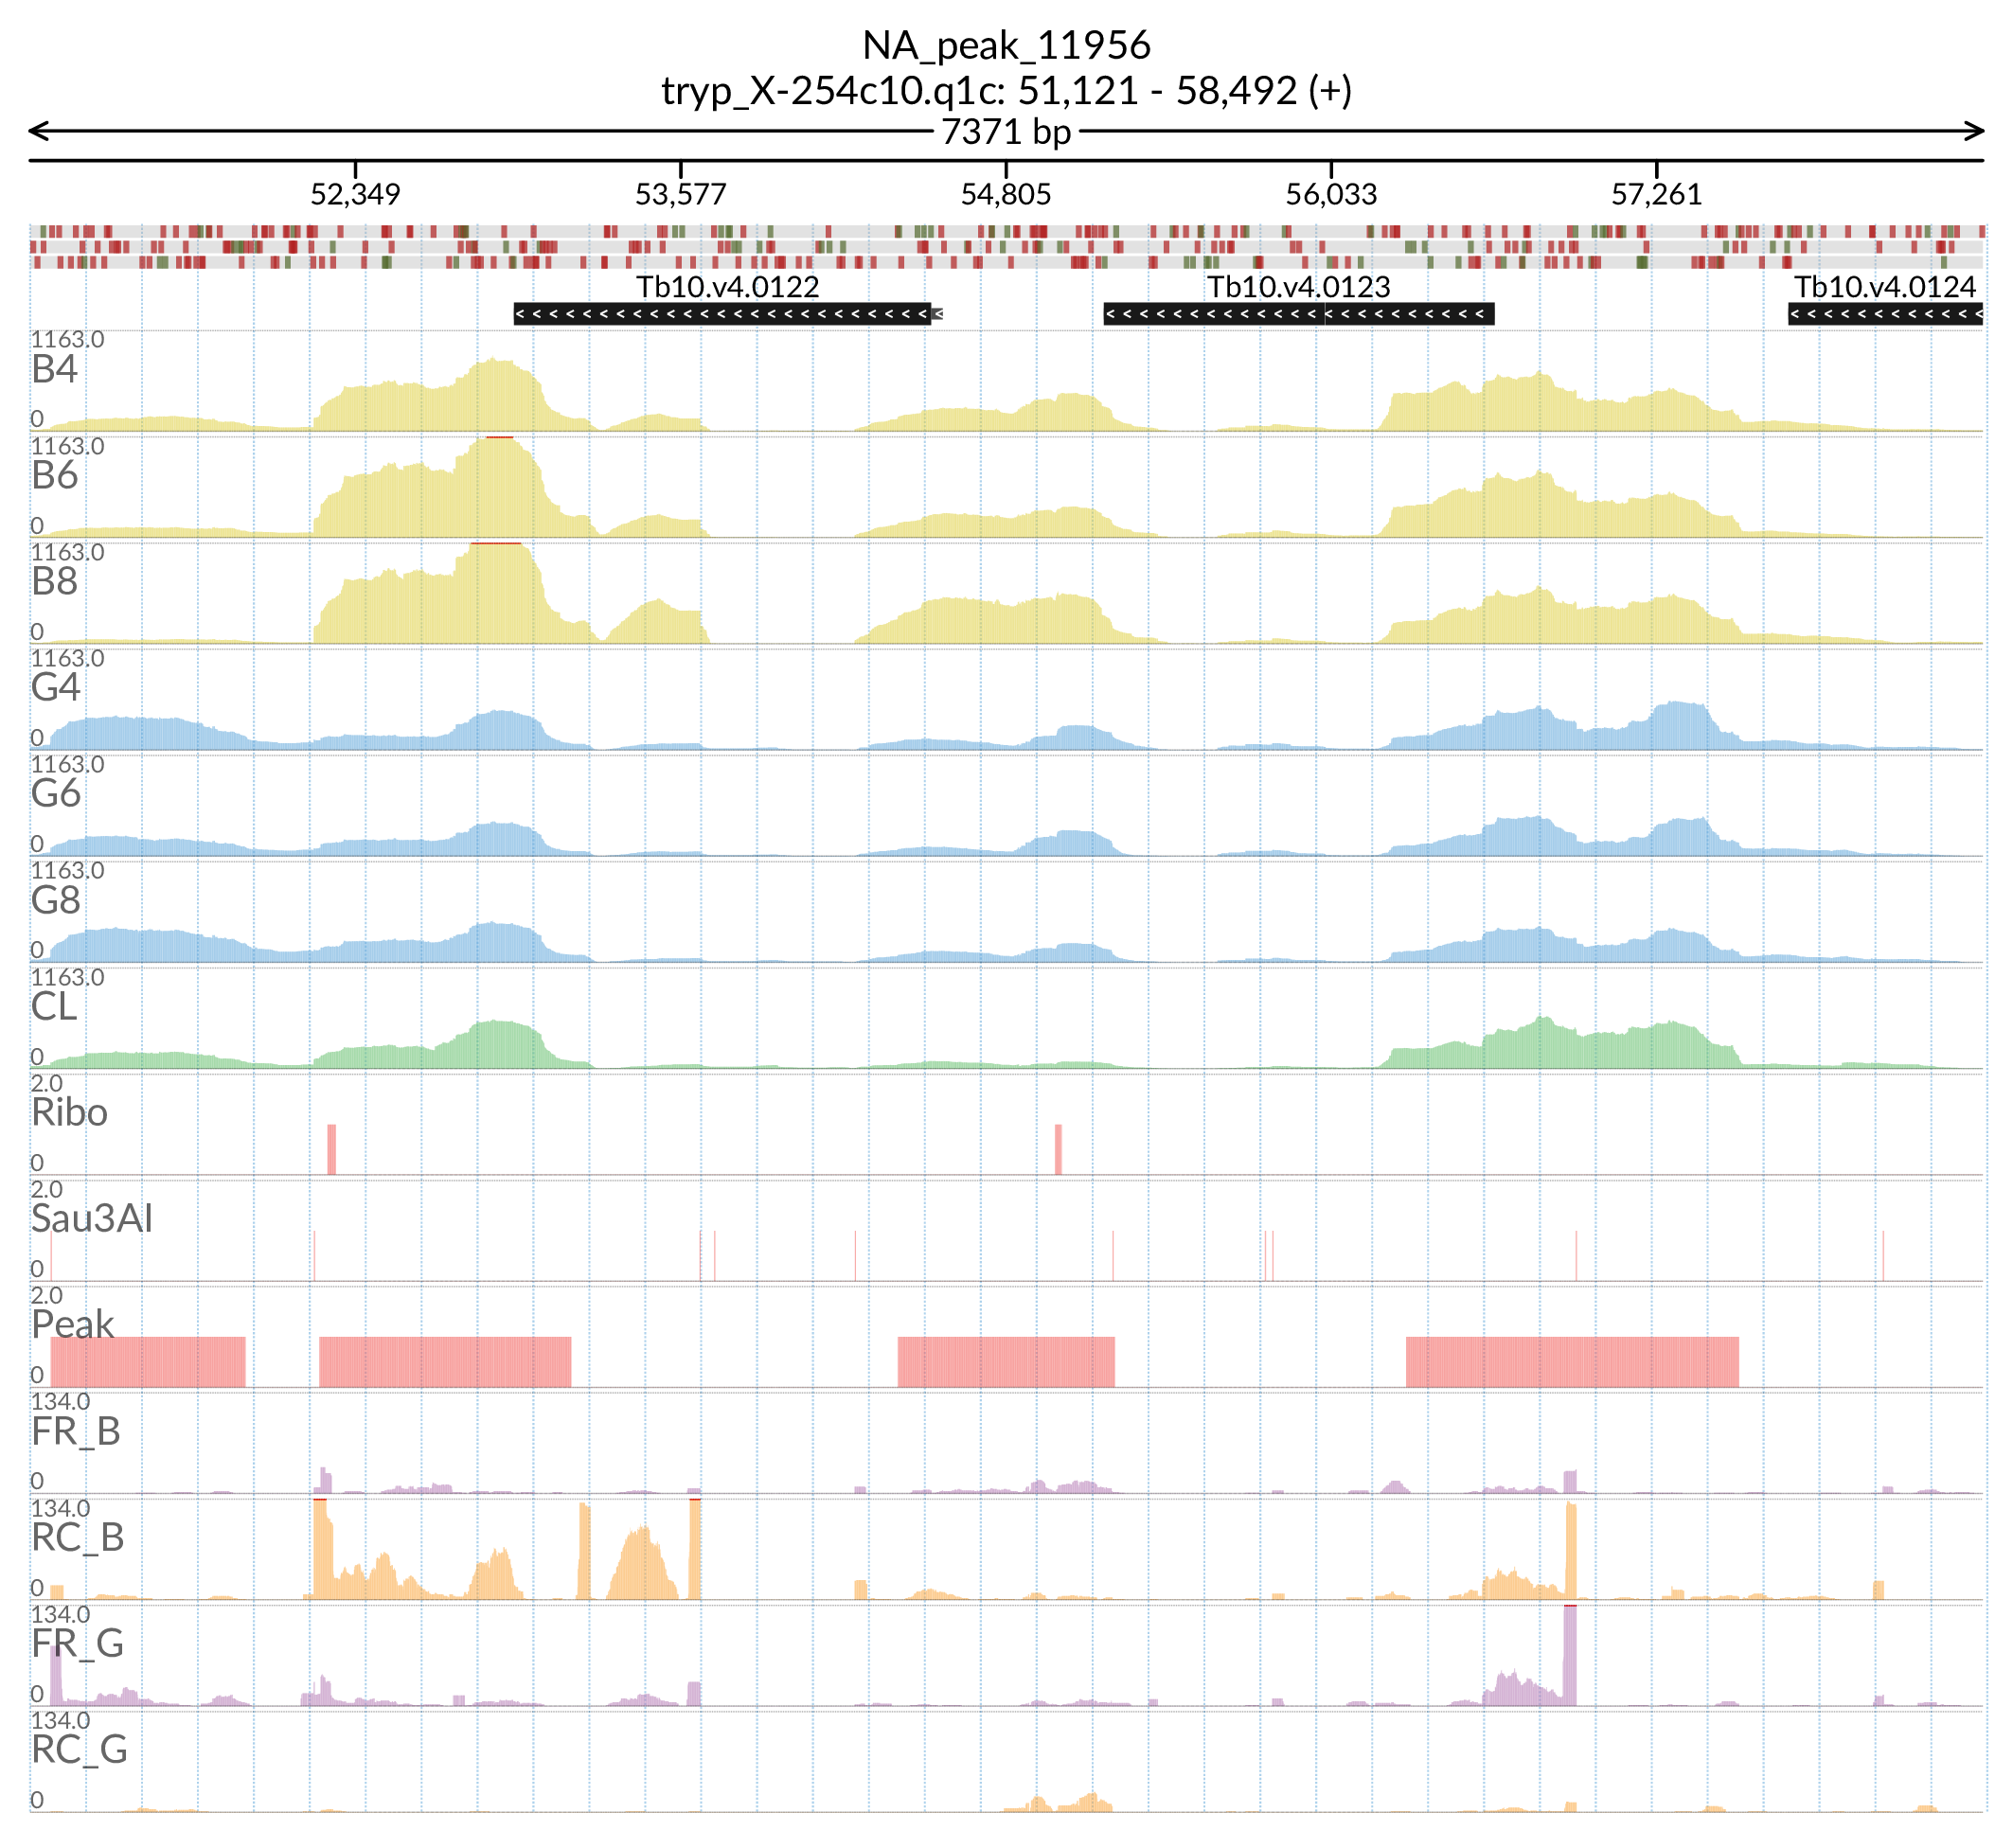 NA_peak_11956
tryp_X-254c10.q1c: 51,121 - 58,492 (+)
7371 bp
52,349 53,577 54,805 56,033 57,261
Tb10.v4.0122 Tb10.v4.0123 Tb10.v4.0124
1163.0
B4
0
1163.0
B6
0
1163.0
B8
0
1163.0
G4
0
1163.0
G6
0
1163.0
G8
0
1163.0
CL
0
2.0
Ribo
0
2.0
Sau3AI
0
2.0
Peak
0
134.0
FR_B
0
134.0
RC_B
0
134.0
FR_G
0
134.0
RC_G
0